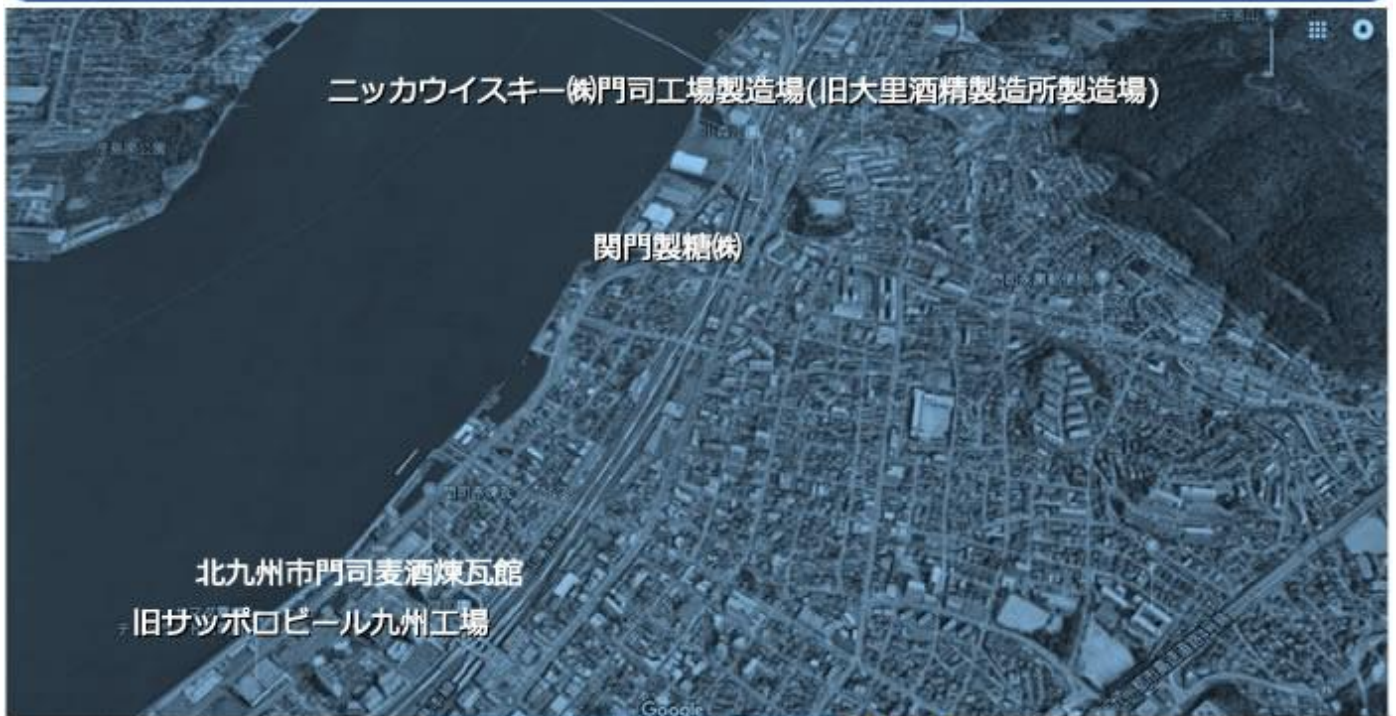 ニッカウイスキー㈱門司工場製造場(旧大里酒精製造所製造場)
関門製糖㈱
北九州市門司麦酒煉瓦館
旧サッポロビール九州工場
Google